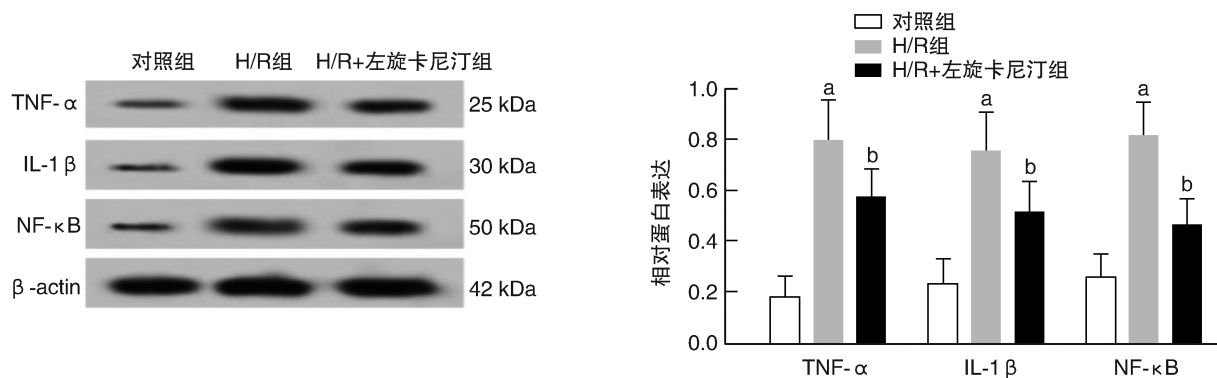 对照组 H/R组 H/R+左旋卡尼汀组
TNF-α 25 kDa
IL-1β 30 kDa
NF-κB 50 kDa
β-actin 42 kDa
对照组
H/R组
H/R+左旋卡尼汀组
相对蛋白表达
1.0
0.8
0.6
0.4
0.2
0.0
a
b
a
b
a
b
TNF-α IL-1β NF-κB